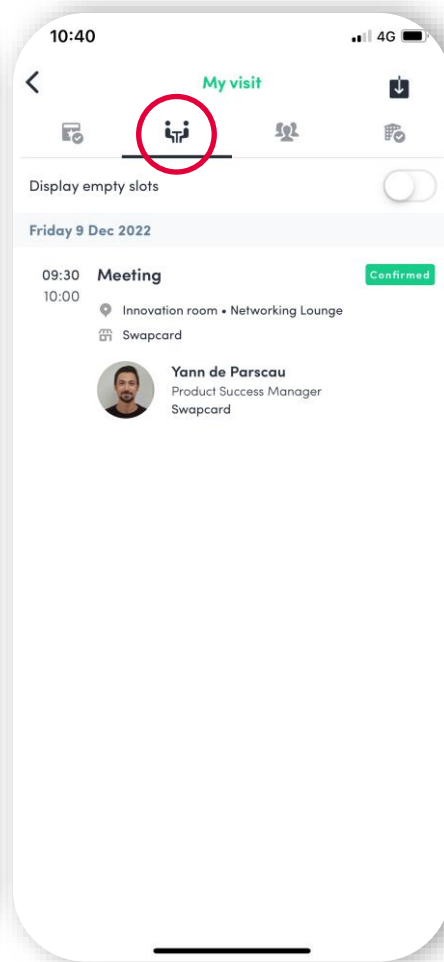 10:40
4G
My visit
Display empty slots
Friday 9 Dec 2022
09:30 Meeting Confirmed
10:00
Innovation room • Networking Lounge
Swapcard
Yann de Parscau
Product Success Manager
Swapcard